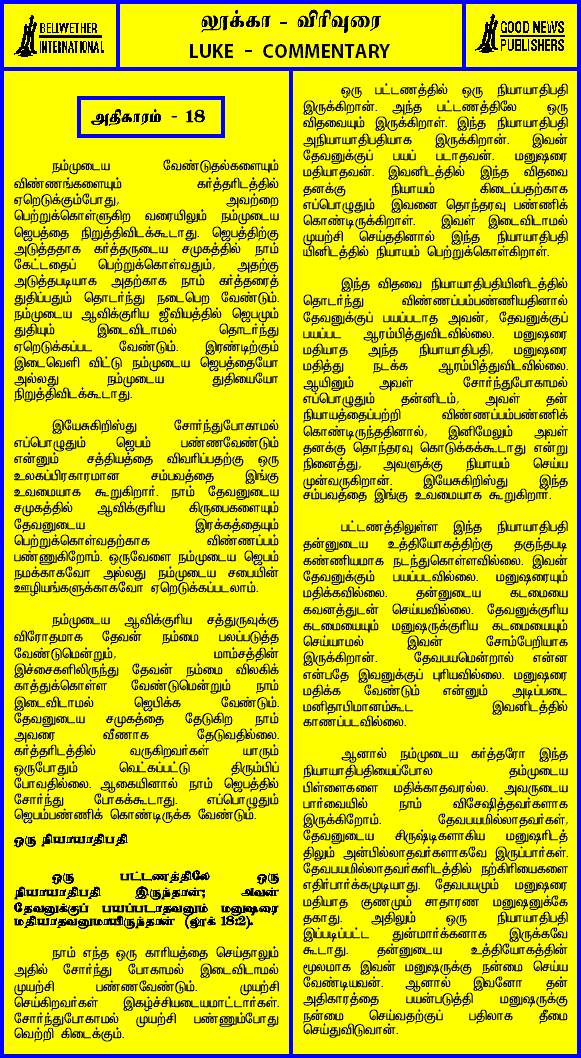 BELWETHER
INTERNATIONAL
லூக்கா - விரிவுரை
LUKE - COMMENTARY
GOOD NEWS
PUBLISHERS
அதிகாரம் - 18
நம்முடைய வேண்டுதல்களையும்
விண்ணங்களையும் கர்த்தரிடத்தில்
ஏறெடுக்கும்போது, அவற்றை
பெற்றுக்கொள்ளுகிற வரையிலும் நம்முடைய
ஜெபத்தை நிறுத்திவிடக்கூடாது. ஜெபத்திற்கு
அடுத்ததாக கர்த்தருடைய சமுகத்தில் நாம்
கேட்டதைப் பெற்றுக்கொள்வதும், அதற்கு
அடுத்தபடியாக அதற்காக நாம் கர்த்தரைத்
துதிப்பதும் தொடர்ந்து நடைபெற வேண்டும்.
நம்முடைய ஆவிக்குரிய ஜீவியத்தில் ஜெபமும்
துதியும் இடைவிடாமல் தொடர்ந்து
ஏறெடுக்கப்பட வேண்டும். இரண்டிற்கும்
இடைவெளி விட்டு நம்முடைய ஜெபத்தையோ
அல்லது நம்முடைய துதியையோ
நிறுத்திவிடக்கூடாது.
இயேசுகிறிஸ்து சோர்ந்துபோகாமல்
எப்பொழுதும் ஜெபம் பண்ணவேண்டும்
என்னும் சத்தியத்தை விவரிப்பதற்கு ஒரு
உலகப்பிரகாரமான சம்பவத்தை இங்கு
உவமையாக கூறுகிறார். நாம் தேவனுடைய
சமுகத்தில் ஆவிக்குரிய கிருபைகளையும்
தேவனுடைய இரக்கத்தையும்
பெற்றுக்கொள்வதற்காக விண்ணப்பம்
பண்ணுகிறோம். ஒருவேளை நம்முடைய ஜெபம்
நமக்காகவோ அல்லது நம்முடைய சபையின்
ஊழியங்களுக்காகவோ ஏறெடுக்கப்படலாம்.
நம்முடைய ஆவிக்குரிய சத்துருவுக்கு
விரோதமாக தேவன் நம்மை பலப்படுத்த
வேண்டுமென்றும், மாம்சத்தின்
இச்சைகளிலிருந்து தேவன் நம்மை விலகிக்
காத்துக்கொள்ள வேண்டுமென்றும் நாம்
இடைவிடாமல் ஜெபிக்க வேண்டும்.
தேவனுடைய சமுகத்தை தேடுகிற நாம்
அவரை வீணாக தேடுவதில்லை.
கர்த்தரிடத்தில் வருகிறவர்கள் யாரும்
ஒருபோதும் வெட்கப்பட்டு திரும்பிப்
போவதில்லை. ஆகையினால் நாம் ஜெபத்தில்
சோர்ந்து போகக்கூடாது. எப்பொழுதும்
ஜெபம்பண்ணிக் கொண்டிருக்க வேண்டும்.
ஒரு நியாயாதிபதி
ஒரு பட்டணத்திலே ஒரு
நியாயாதிபதி இருந்தான்; அவன்
தேவனுக்குப் பயப்படாதவனும் மனுஷரை
மதியாதவனுமாயிருந்தான் (லூக் 18:2).
நாம் எந்த ஒரு காரியத்தை செய்தாலும்
அதில் சோர்ந்து போகாமல் இடைவிடாமல்
முயற்சி பண்ணவேண்டும். முயற்சி
செய்கிறவர்கள் இகழ்ச்சியடையமாட்டார்கள்.
சோர்ந்துபோகாமல் முயற்சி பண்ணும்போது
வெற்றி கிடைக்கும்.
ஒரு பட்டணத்தில் ஒரு நியாயாதிபதி
இருக்கிறான். அந்த பட்டணத்திலே ஒரு
விதவையும் இருக்கிறாள். இந்த நியாயாதிபதி
அநியாயாதிபதியாக இருக்கிறான். இவன்
தேவனுக்குப் பயப் படாதவன். மனுஷரை
மதியாதவன். இவனிடத்தில் இந்த விதவை
தனக்கு நியாயம் கிடைப்பதற்காக
எப்பொழுதும் இவனை தொந்தரவு பண்ணிக்
கொண்டிருக்கிறாள். இவள் இடைவிடாமல்
முயற்சி செய்ததினால் இந்த நியாயாதிபதி
யினிடத்தில் நியாயம் பெற்றுக்கொள்கிறாள்.
இந்த விதவை நியாயாதிபதியினிடத்தில்
தொடர்ந்து விண்ணப்பம்பண்ணியதினால்
தேவனுக்குப் பயப்படாத அவன், தேவனுக்குப்
பயப்பட ஆரம்பித்துவிடவில்லை. மனுஷரை
மதியாத அந்த நியாயாதிபதி, மனுஷரை
மதித்து நடக்க ஆரம்பித்துவிடவில்லை.
ஆயினும் அவள் சோர்ந்துபோகாமல்
எப்பொழுதும் தன்னிடம், அவள் தன்
நியாயத்தைப்பற்றி விண்ணப்பம்பண்ணிக்
கொண்டிருந்ததினால், இனிமேலும் அவள்
தனக்கு தொந்தரவு கொடுக்கக்கூடாது என்று
நினைத்து, அவளுக்கு நியாயம் செய்ய
முன்வருகிறான். இயேசுகிறிஸ்து இந்த
சம்பவத்தை இங்கு உவமையாக கூறுகிறார்.
பட்டணத்திலுள்ள இந்த நியாயாதிபதி
தன்னுடைய உத்தியோகத்திற்கு தகுந்தபடி
கண்ணியமாக நடந்துகொள்ளவில்லை. இவன்
தேவனுக்கும் பயப்படவில்லை. மனுஷரையும்
மதிக்கவில்லை. தன்னுடைய கடமையை
கவனத்துடன் செய்யவில்லை. தேவனுக்குரிய
கடமையையும் மனுஷருக்குரிய கடமையையும்
செய்யாமல் இவன் சோம்பேறியாக
இருக்கிறான். தேவபயமென்றால் என்ன
என்பதே இவனுக்குப் புரியவில்லை. மனுஷரை
மதிக்க வேண்டும் என்னும் அடிப்படை
மனிதாபிமானம்கூட இவனிடத்தில்
காணப்படவில்லை.
ஆனால் நம்முடைய கர்த்தரோ இந்த
நியாயாதிபதியைப்போல தம்முடைய
பிள்ளைகளை மதிக்காதவரல்ல. அவருடைய
பார்வையில் நாம் விசேஷித்தவர்களாக
இருக்கிறோம். தேவபயமில்லாதவர்கள்,
தேவனுடைய சிருஷ்டிகளாகிய மனுஷரிடத்
திலும் அன்பில்லாதவர்களாகவே இருப்பார்கள்.
தேவபயமில்லாதவர்களிடத்தில் நற்கிரியைகளை
எதிர்பார்க்கமுடியாது. தேவபயமும் மனுஷரை
மதியாத குணமும் சாதாரண மனுஷனுக்கே
தகாது. அதிலும் ஒரு நியாயாதிபதி
இப்படிப்பட்ட துன்மார்க்கனாக இருக்கவே
கூடாது. தன்னுடைய உத்தியோகத்தின்
மூலமாக இவன் மனுஷருக்கு நன்மை செய்ய
வேண்டியவன். ஆனால் இவனோ தன்
அதிகாரத்தை பயன்படுத்தி மனுஷருக்கு
நன்மை செய்வதற்குப் பதிலாக தீமை
செய்துவிடுவான்.